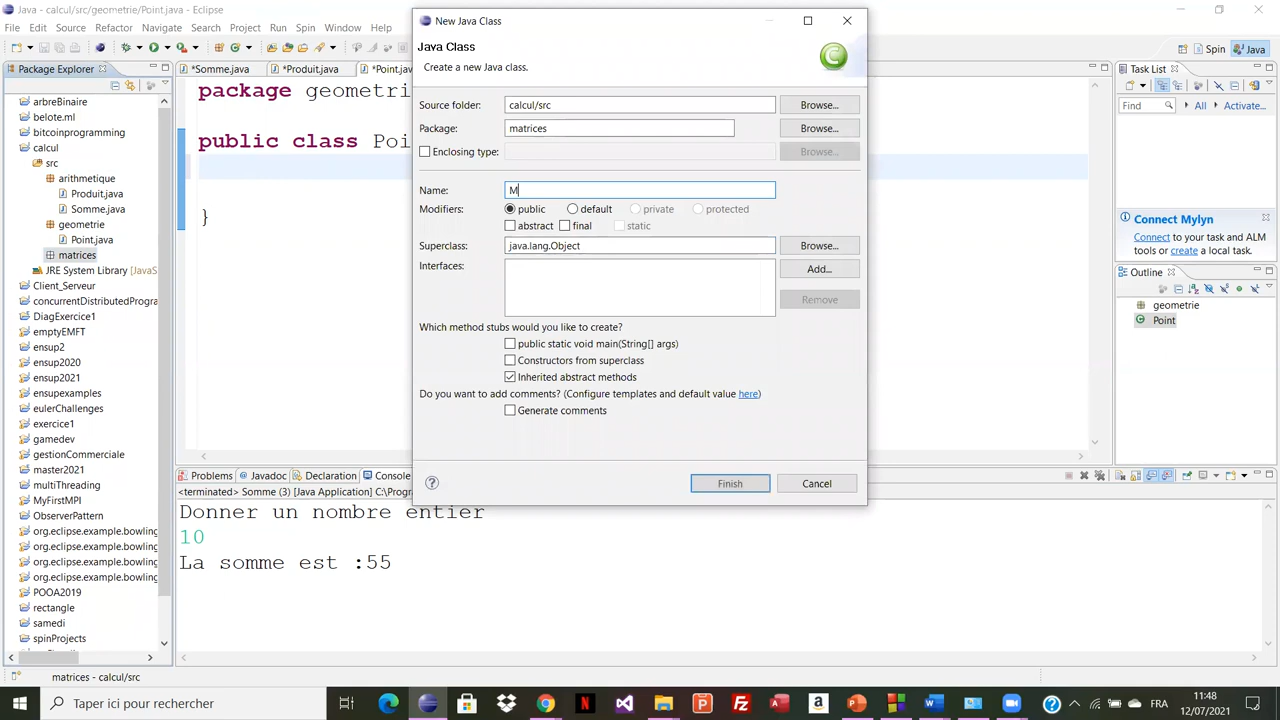 Java - calcul/src/geometrie/Point.java - Eclipse
File Edit Source Refactor Navigate Search Project Run Spin Window Help
Spin Java
Package Explorer
*Somme.java *Produit.java *Point.jav
arbreBinaire
belote.ml
bitcoinprogramming
calcul
src
arithmetique
Produit.java
Somme.java
geometrie
Point.java
matrices
JRE System Library [JavaS
Client_Serveur
concurrentDistributedProgra
DiagExercice1
emptyEMFT
ensup2
ensup2020
ensup2021
ensupexamples
eulerChallenges
exercice1
gamedev
gestionCommerciale
master2021
multiThreading
MyFirstMPI
ObserverPattern
org.eclipse.example.bowling
org.eclipse.example.bowling
org.eclipse.example.bowling
org.eclipse.example.bowling
POOA2019
rectangle
samedi
spinProjects
package geometri
public class Poi
}
New Java Class
Java Class
Create a new Java class.
Source folder: calcul/src Browse...
Package: matrices Browse...
Enclosing type: Browse...
Name: M
Modifiers: public default private protected
abstract final static
Superclass: java.lang.Object Browse...
Interfaces: Add...
Remove
Which method stubs would you like to create?
public static void main(String[] args)
Constructors from superclass
Inherited abstract methods
Do you want to add comments? (Configure templates and default value here)
Generate comments
Finish Cancel
Task List
Find All Activate...
Connect Mylyn
Connect to your task and ALM
tools or create a local task.
Outline
geometrie
Point
Problems Javadoc Declaration Console
<terminated> Somme (3) [Java Application] C:\Progr
Donner un nombre entier
10
La somme est :55
matrices - calcul/src
Taper ici pour rechercher
FRA
11:48
12/07/2021